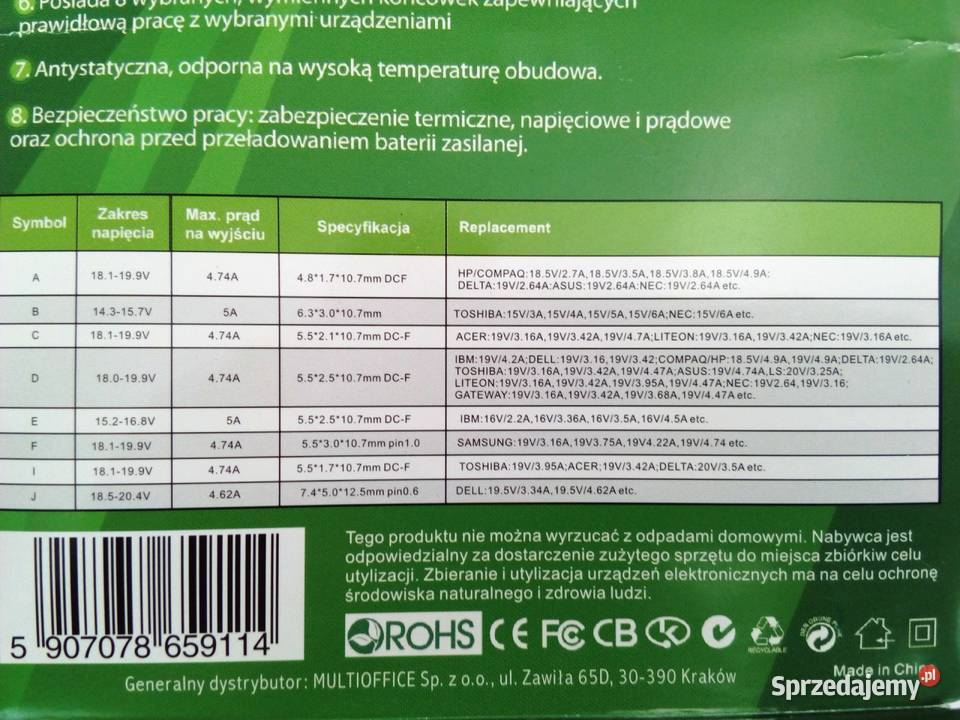 6. Posiada 8 wybranych, wymiennych końcówek zapewniających
prawidłową pracę z wybranymi urządzeniami
7. Antystatyczna, odporna na wysoką temperaturę obudowa.
8. Bezpieczeństwo pracy: zabezpieczenie termiczne, napięciowe i prądowe
oraz ochrona przed przeładowaniem baterii zasilanej.
Symbol Zakres napięcia Max. prąd na wyjściu Specyfikacja Replacement
A 18.1-19.9V 4.74A 4.8*1.7*10.7mm DCF HP/COMPAQ:18.5V/2.7A,18.5V/3.5A,18.5V/3.8A,18.5V/4.9A:
DELTA:19V/2.64A:ASUS:19V2.64A:NEC:19V/2.64A etc.
B 14.3-15.7V 5A 6.3*3.0*10.7mm TOSHIBA:15V/3A,15V/4A,15V/5A,15V/6A;NEC:15V/6A etc.
C 18.1-19.9V 4.74A 5.5*2.1*10.7mm DC-F ACER:19V/3.16A,19V/3.42A,19V/4.7A;LITEON:19V/3.16A,19V/3.42A;NEC:19V/3.16A etc.
D 18.0-19.9V 4.74A 5.5*2.5*10.7mm DC-F IBM:19V/4.2A;DELL:19V/3.16,19V/3.42;COMPAQ/HP:18.5V/4.9A,19V/4.9A;DELTA:19V/2.64A;
TOSHIBA:19V/3.16A,19V/3.42A,19V/4.47A;ASUS:19V/4.74A,LS:20V/3.25A;
LITEON:19V/3.16A,19V/3.42A,19V/3.95A,19V/4.47A;NEC:19V/2.64,19V/3.16;
GATEWAY:19V/3.16A,19V/3.42A,19V/3.68A,19V/4.47A etc.
E 15.2-16.8V 5A 5.5*2.5*10.7mm DC-F IBM:16V/2.2A,16V/3.36A,16V/3.5A,16V/4.5A etc.
F 18.1-19.9V 4.74A 5.5*3.0*10.7mm pin1.0 SAMSUNG:19V/3.16A,19V3.75A,19V4.22A,19V/4.74 etc.
I 18.1-19.9V 4.74A 5.5*1.7*10.7mm DC-F TOSHIBA:19V/3.95A;ACER;19V/3.42A;DELTA:20V/3.5A etc.
J 18.5-20.4V 4.62A 7.4*5.0*12.5mm pin0.6 DELL:19.5V/3.34A,19.5V/4.62A etc.
Tego produktu nie można wyrzucać z odpadami domowymi. Nabywca jest
odpowiedzialny za dostarczenie zużytego sprzętu do miejsca zbiórkiw celu
utylizacji. Zbieranie i utylizacja urządzeń elektronicznych ma na celu ochronę
środowiska naturalnego i zdrowia ludzi.
5 907078 659114
ROHS CE FC CB
RECYCLABLE
DER GRÜNE PUNKT
Generalny dystrybutor: MULTIOFFICE Sp. z o.o., ul. Zawiła 65D, 30-390 Kraków
Made in
Sprzedajemy.pl